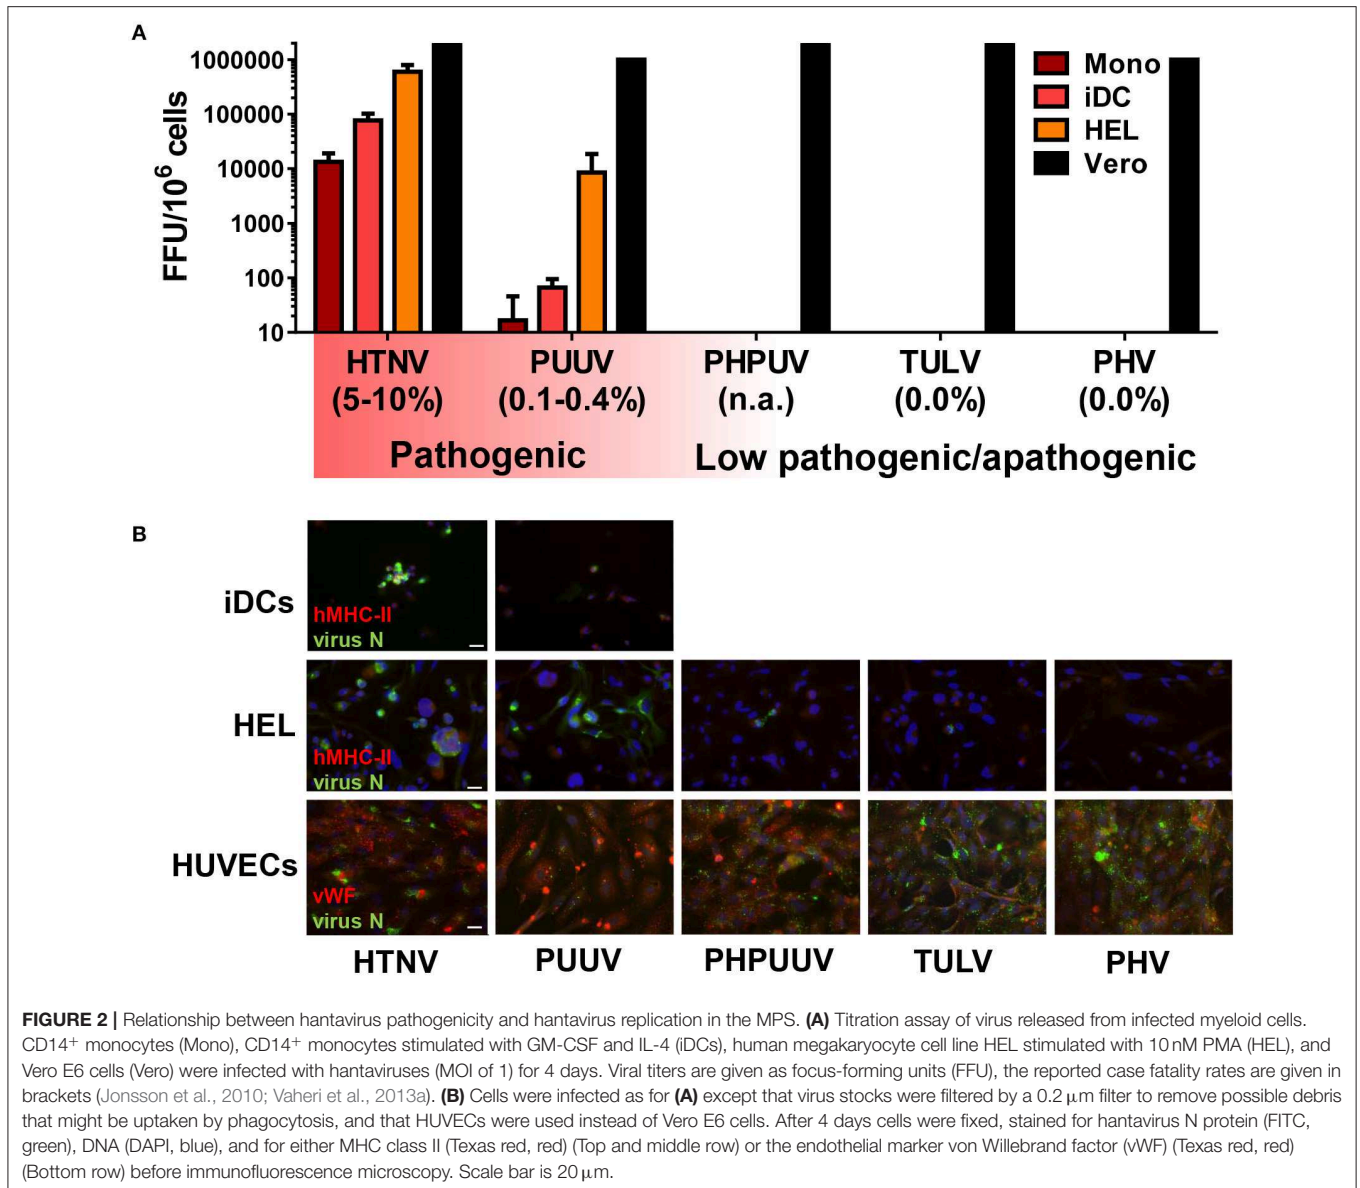 A
FFU/10⁶ cells
1000000
100000
10000
1000
100
10
Mono
iDC
HEL
Vero
HTNV PUUV PHPUV TULV PHV
(5-10%) (0.1-0.4%) (n.a.) (0.0%) (0.0%)
Pathogenic Low pathogenic/apathogenic
B
iDCs
hMHC-II
virus N
HEL
hMHC-II
virus N
HUVECs
vWF
virus N
HTNV PUUV PHPUUV TULV PHV
FIGURE 2 | Relationship between hantavirus pathogenicity and hantavirus replication in the MPS. (A) Titration assay of virus released from infected myeloid cells.
CD14⁺ monocytes (Mono), CD14⁺ monocytes stimulated with GM-CSF and IL-4 (iDCs), human megakaryocyte cell line HEL stimulated with 10 nM PMA (HEL), and
Vero E6 cells (Vero) were infected with hantaviruses (MOI of 1) for 4 days. Viral titers are given as focus-forming units (FFU), the reported case fatality rates are given in
brackets (Jonsson et al., 2010; Vaheri et al., 2013a). (B) Cells were infected as for (A) except that virus stocks were filtered by a 0.2 μm filter to remove possible debris
that might be uptaken by phagocytosis, and that HUVECs were used instead of Vero E6 cells. After 4 days cells were fixed, stained for hantavirus N protein (FITC,
green), DNA (DAPI, blue), and for either MHC class II (Texas red, red) (Top and middle row) or the endothelial marker von Willebrand factor (vWF) (Texas red, red)
(Bottom row) before immunofluorescence microscopy. Scale bar is 20 μm.